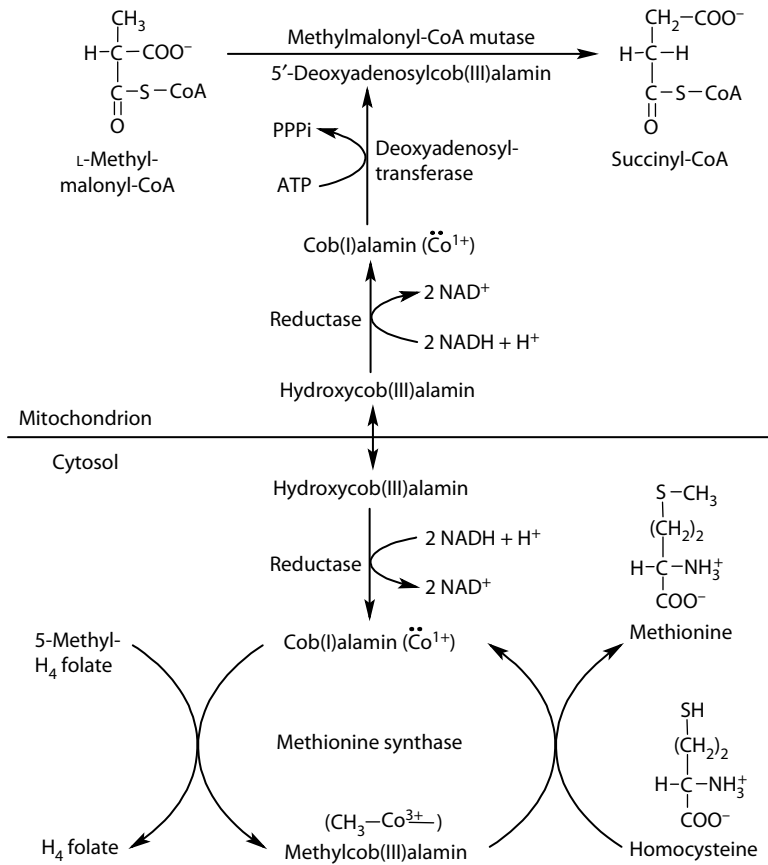 CH₃
H–C–COO⁻
C–S–CoA
O
L-Methyl-
malonyl-CoA
Methylmalonyl-CoA mutase
5′-Deoxyadenosylcob(III)alamin
CH₂–COO⁻
H–C–H
C–S–CoA
O
Succinyl-CoA
PPPi
ATP
Deoxyadenosyl-
transferase
Cob(I)alamin (C̈o¹⁺)
Reductase
2 NAD⁺
2 NADH + H⁺
Hydroxycob(III)alamin
Mitochondrion
Cytosol
Hydroxycob(III)alamin
Reductase
2 NADH + H⁺
2 NAD⁺
S–CH₃
(CH₂)₂
H–C–NH₃⁺
COO⁻
Methionine
5-Methyl-
H₄ folate
Cob(I)alamin (C̈o¹⁺)
Methionine synthase
SH
(CH₂)₂
H–C–NH₃⁺
COO⁻
Homocysteine
H₄ folate
(CH₃–Co³⁺–)
Methylcob(III)alamin